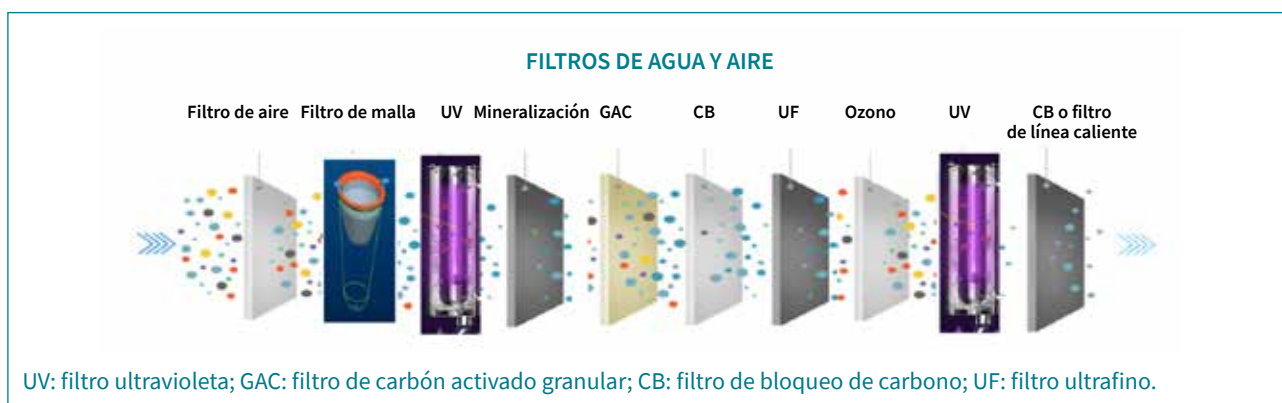 FILTROS DE AGUA Y AIRE
Filtro de aire Filtro de malla UV Mineralización GAC CB UF Ozono UV CB o filtro
de línea caliente
UV: filtro ultravioleta; GAC: filtro de carbón activado granular; CB: filtro de bloqueo de carbono; UF: filtro ultrafino.